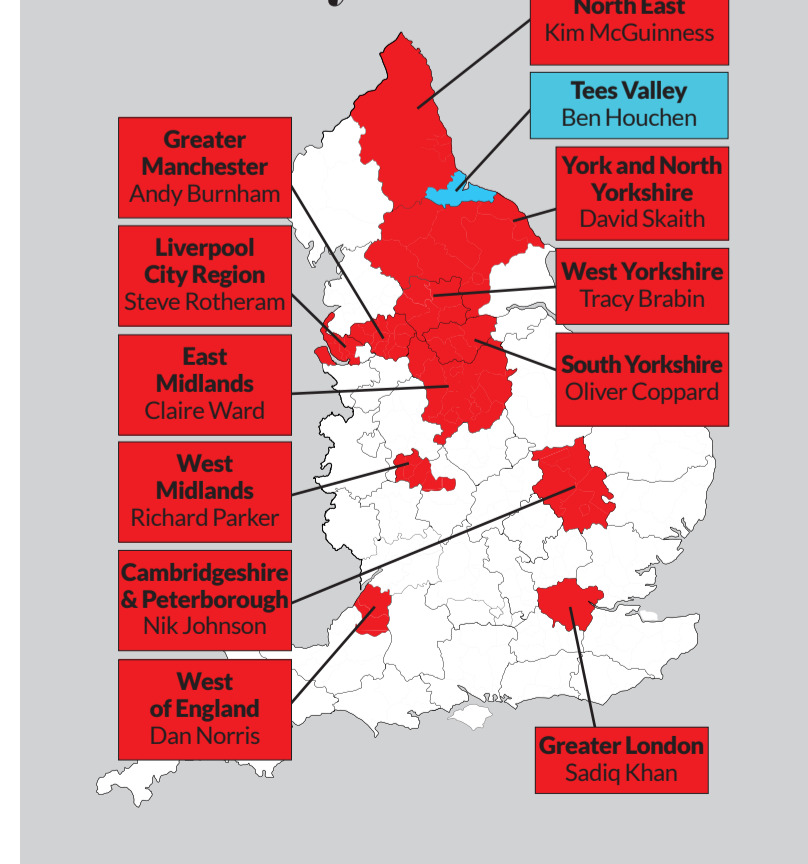 North East
Kim McGuinness
Tees Valley
Ben Houchen
Greater
Manchester
Andy Burnham
York and North
Yorkshire
David Skaith
Liverpool
City Region
Steve Rotheram
West Yorkshire
Tracy Brabin
East
Midlands
Claire Ward
South Yorkshire
Oliver Coppard
West
Midlands
Richard Parker
Cambridgeshire
& Peterborough
Nik Johnson
West
of England
Dan Norris
Greater London
Sadiq Khan